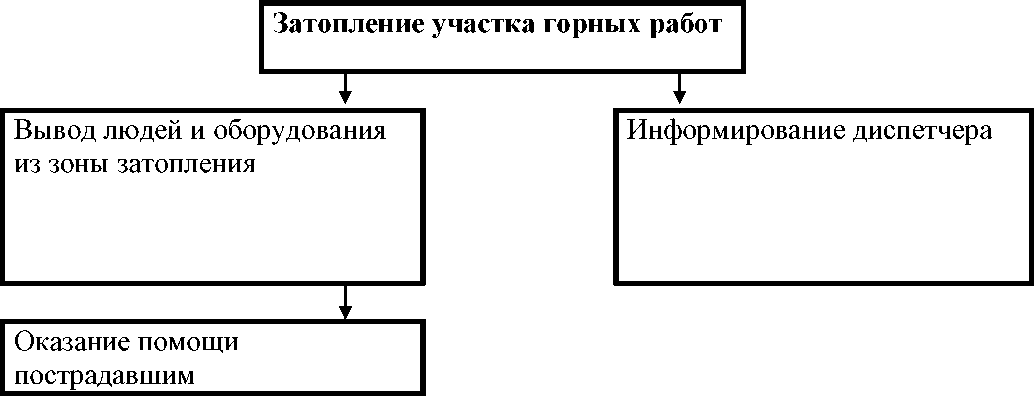 Затопление участка горных работ
Вывод людей и оборудования
из зоны затопления
Информирование диспетчера
Оказание помощи
пострадавшим